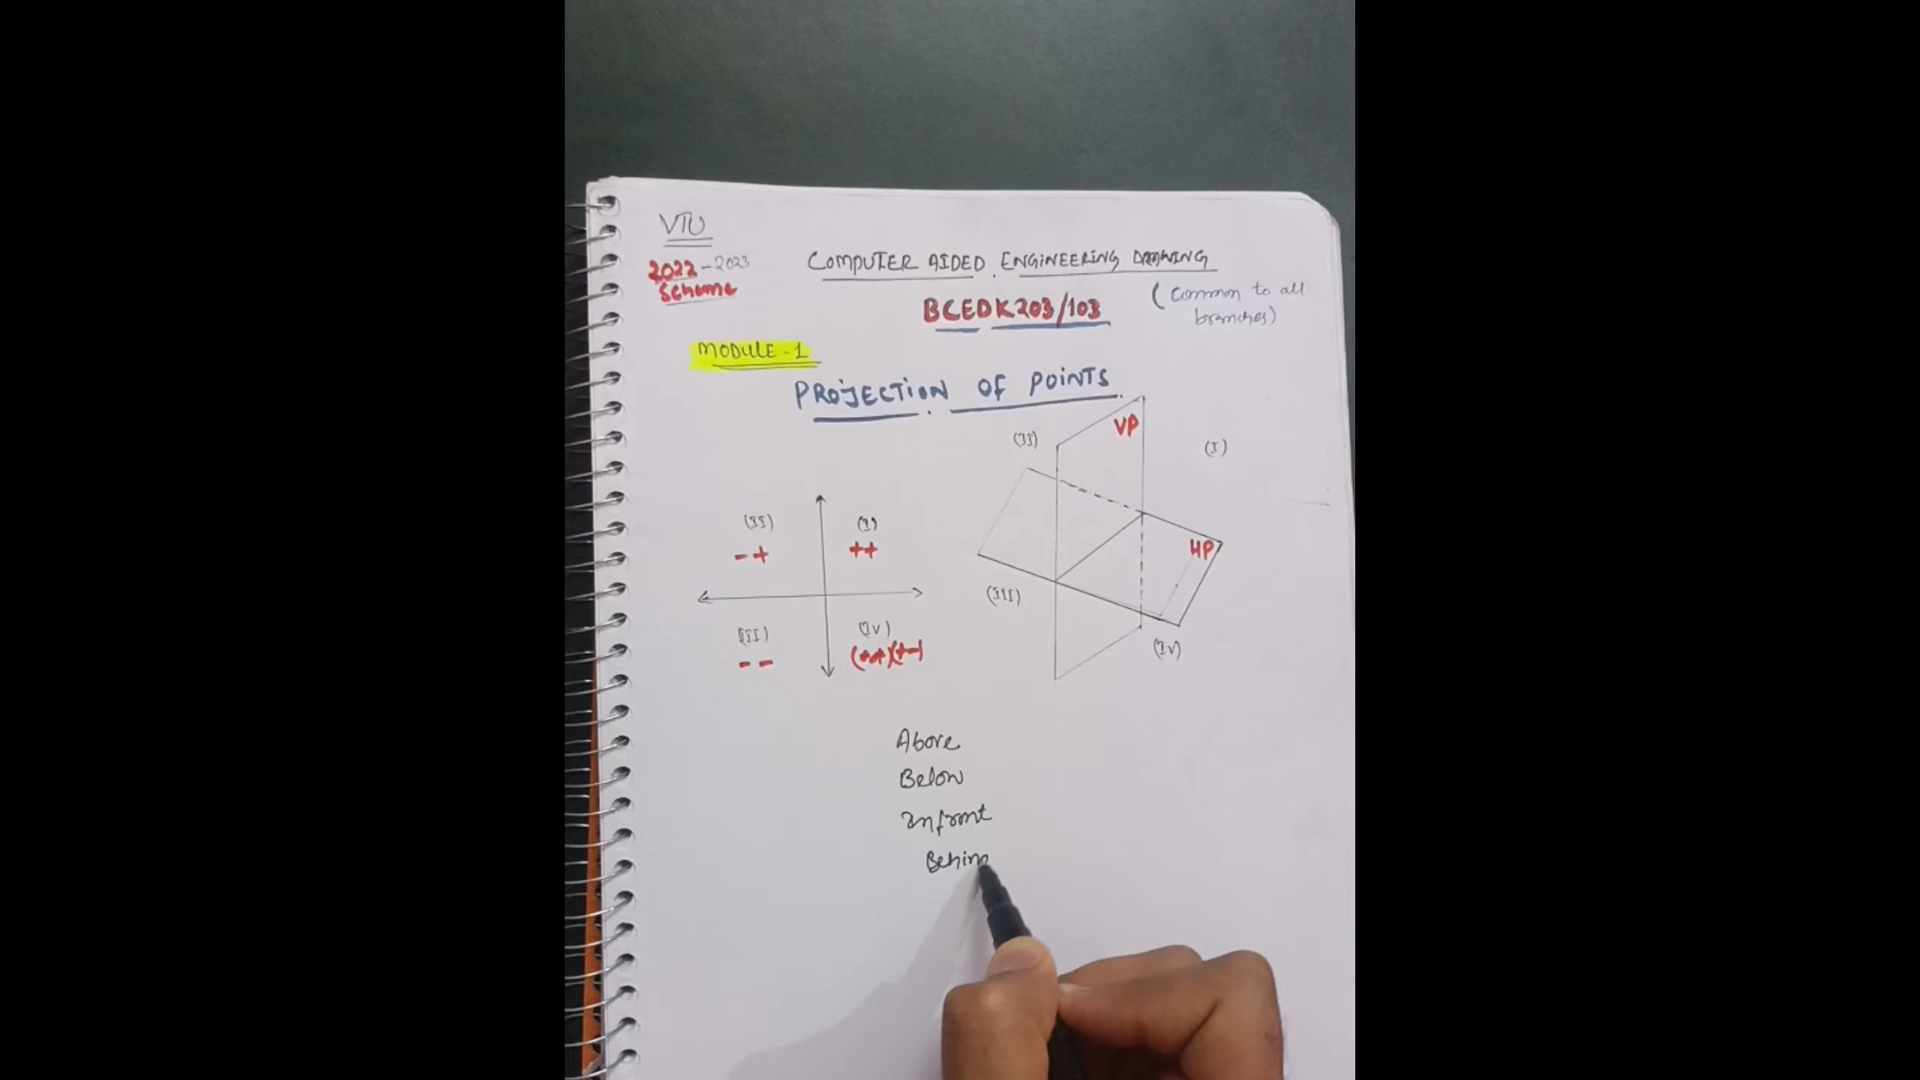 VTU
2022-2023
Scheme
COMPUTER AIDED ENGINEERING DRAWING
BCEDK203/103
(Common to all
branches)
MODULE-1
PROJECTION OF POINTS
VP
(II)
(I)
HP
(III)
(IV)
(II)
(I)
-+
++
(III)
(IV)
--
(++)(+-)
Above
Below
Infront
Behin